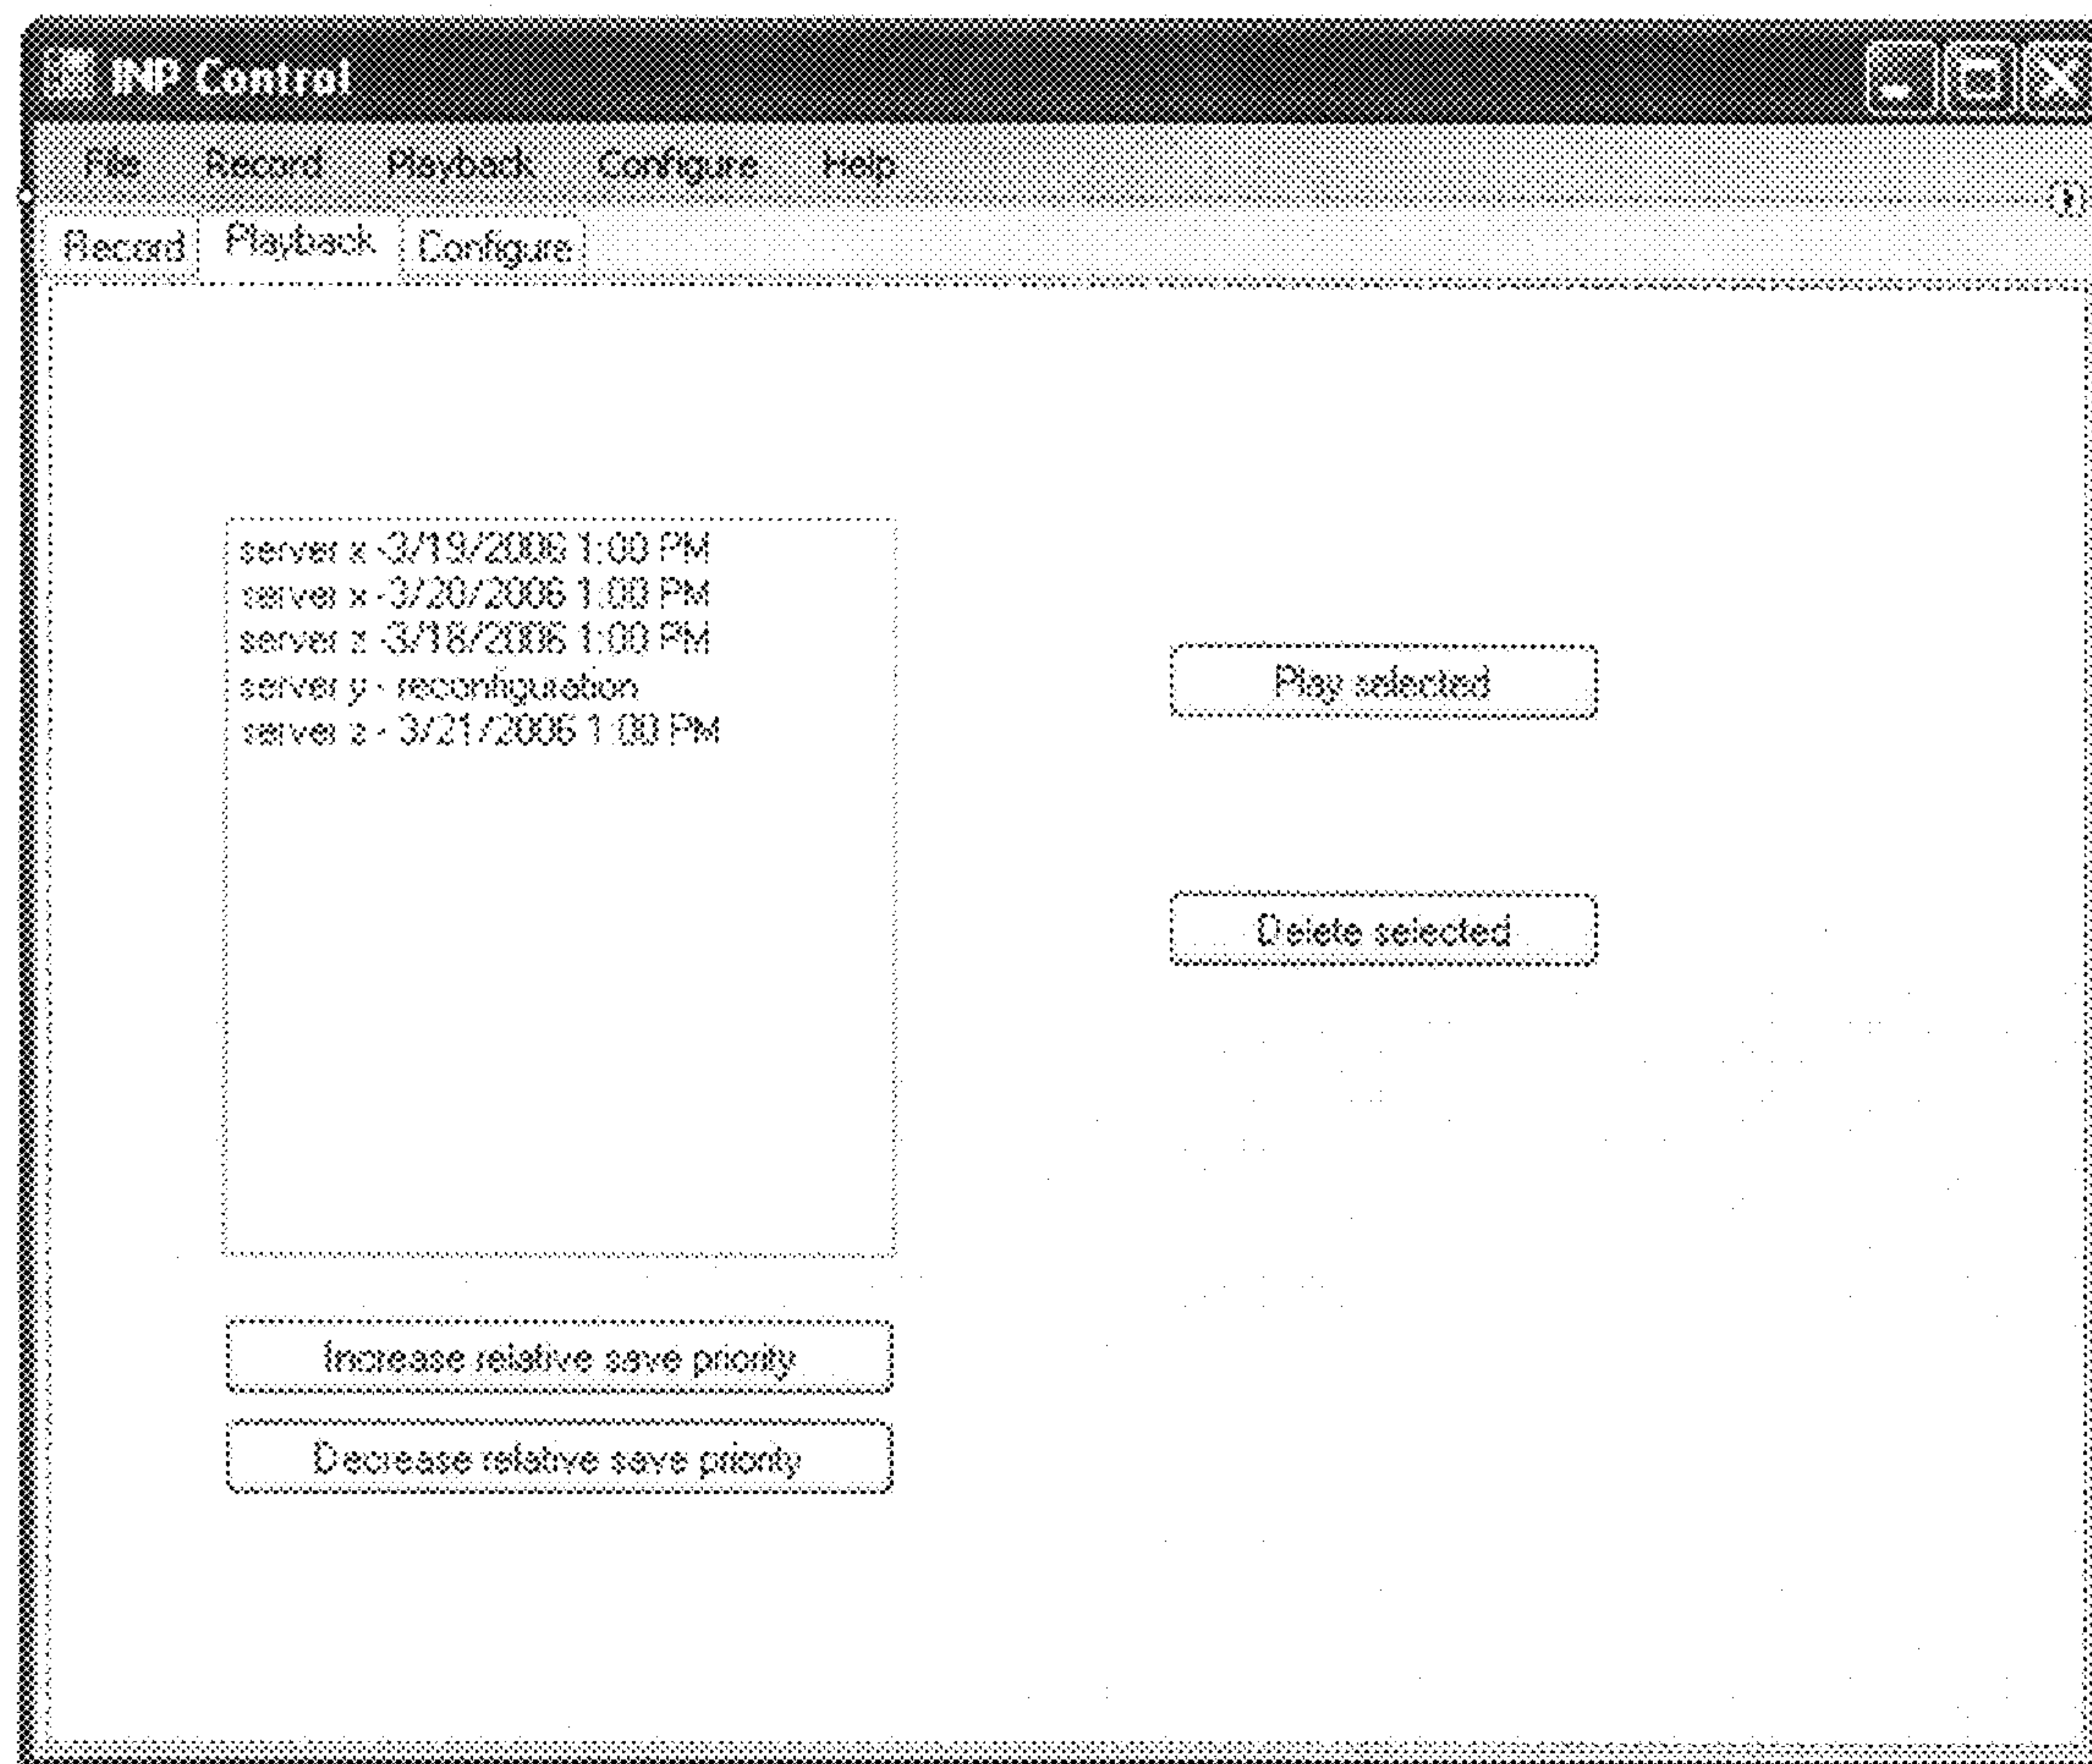 INP Control
File Record Playback Configure Help
Record Playback Configure
server x -3/19/2006 1:00 PM
server x -3/20/2006 1:00 PM
server z -3/18/2006 1:00 PM
server y - reconfiguration
server z - 3/21/2006 1:00 PM
Play selected
Delete selected
Increase relative save priority
Decrease relative save priority